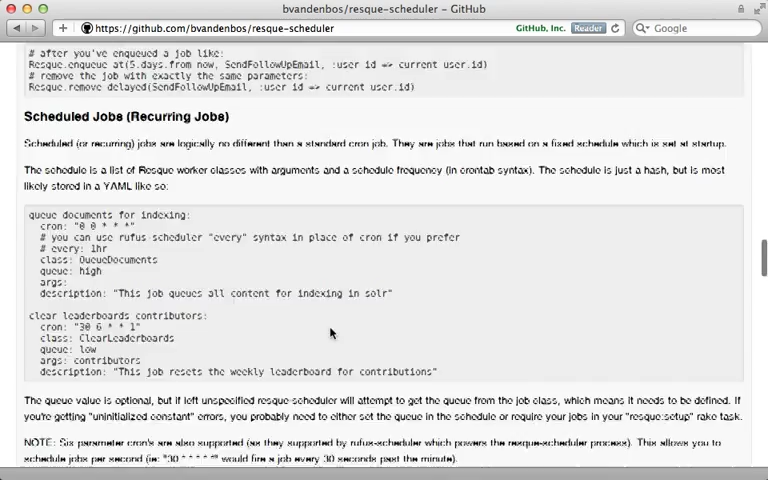 bvandenbos/resque-scheduler – GitHub
https://github.com/bvandenbos/resque-scheduler
GitHub, Inc.
Reader
Google
# after you've enqueued a job like:
Resque.enqueue_at(5.days.from_now, SendFollowUpEmail, :user_id => current_user.id)
# remove the job with exactly the same parameters:
Resque.remove_delayed(SendFollowUpEmail, :user_id => current_user.id)
Scheduled Jobs (Recurring Jobs)
Scheduled (or recurring) jobs are logically no different than a standard cron job. They are jobs that run based on a fixed schedule which is set at startup.
The schedule is a list of Resque worker classes with arguments and a schedule frequency (in crontab syntax). The schedule is just a hash, but is most
likely stored in a YAML like so:
queue_documents_for_indexing:
cron: "0 0 * * *"
# you can use rufus-scheduler "every" syntax in place of cron if you prefer
# every: 1hr
class: QueueDocuments
queue: high
args:
description: "This job queues all content for indexing in solr"
clear_leaderboards_contributors:
cron: "30 6 * * 1"
class: ClearLeaderboards
queue: low
args: contributors
description: "This job resets the weekly leaderboard for contributions"
The queue value is optional, but if left unspecified resque-scheduler will attempt to get the queue from the job class, which means it needs to be defined. If
you're getting "uninitialized constant" errors, you probably need to either set the queue in the schedule or require your jobs in your "resque:setup" rake task.
NOTE: Six parameter cron's are also supported (as they supported by rufus-scheduler which powers the resque-scheduler process). This allows you to
schedule jobs per second (ie: "30 * * * * *" would fire a job every 30 seconds past the minute).